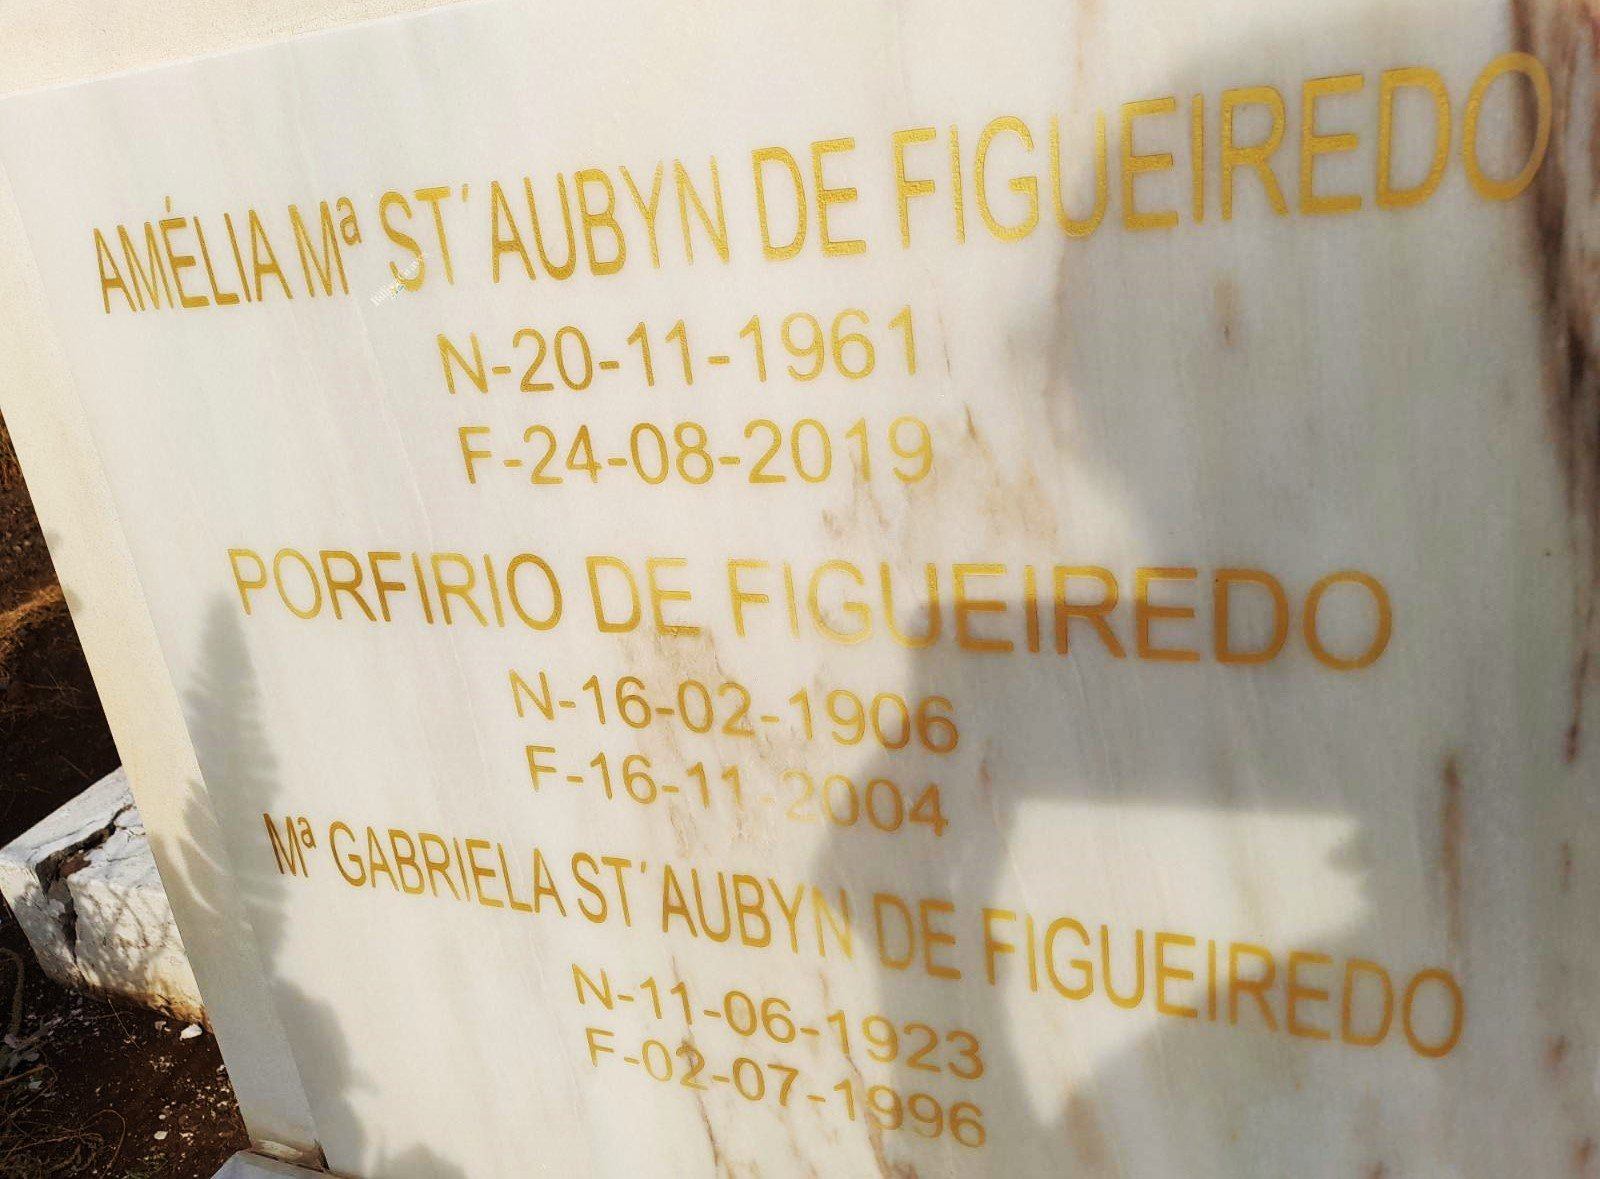 AMÉLIA Mª ST´AUBYN DE FIGUEIREDO
N-20-11-1961
F-24-08-2019
PORFIRIO DE FIGUEIREDO
N-16-02-1906
F-16-11-2004
Mª GABRIELA ST´AUBYN DE FIGUEIREDO
N-11-06-1923
F-02-07-1996